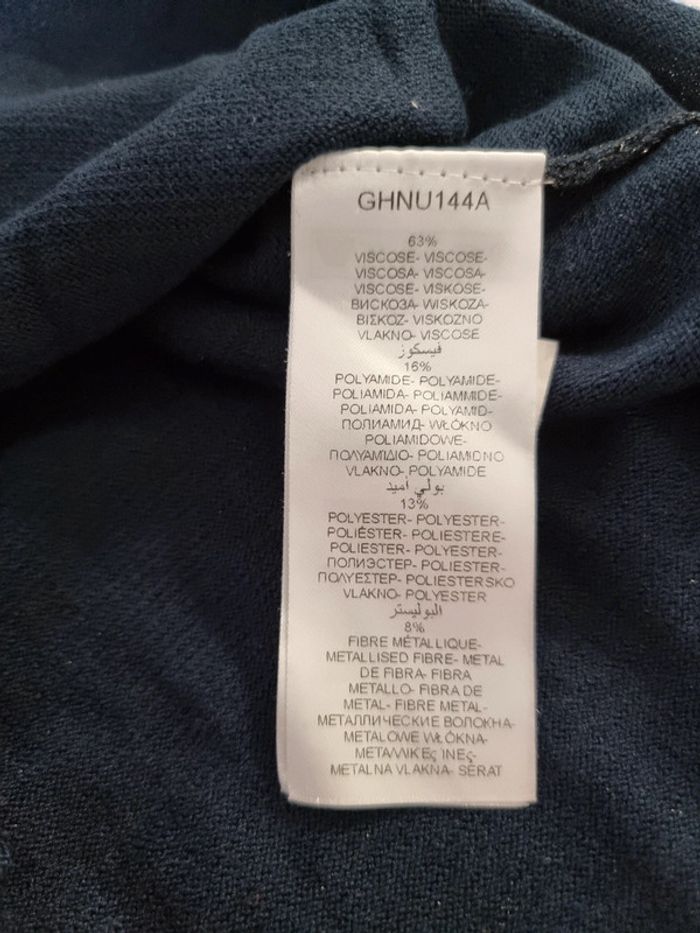 GHNU144A
63%
VISCOSE- VISCOSE-
VISCOSA- VISCOSA-
VISCOSE- VISKOSE-
ВИСКОЗА- WISKOZA-
ΒΙΣΚΟΖ- VISKOZNO
VLAKNO- VISCOSE
فيسكوز
16%
POLYAMIDE- POLYAMIDE-
POLIAMIDA- POLIAMMIDE-
POLIAMIDA- POLYAMID-
ПОЛИАМИД- WŁÓKNO
POLIAMIDOWE-
ΠΟΛΥΑΜΙΔΙΟ- POLIAMIDNO
VLAKNO- POLYAMIDE
بولي أميد
13%
POLYESTER- POLYESTER-
POLIÉSTER- POLIESTERE-
POLIESTER- POLYESTER-
ПОЛИЭСТЕР- POLIESTER-
ΠΟΛΥΕΣΤΕΡ- POLIESTERSKO
VLAKNO- POLYESTER
البوليستر
8%
FIBRE MÉTALLIQUE-
METALLISED FIBRE- METAL
DE FIBRA- FIBRA
METALLO- FIBRA DE
METAL- FIBRE METAL-
МЕТАЛЛИЧЕСКИЕ ВОЛОКНА-
METALOWE WŁÓKNA-
ΜΕΤΑΛΛΙΚΕς ΊΝΕς-
METALNA VLAKNA- SERAT